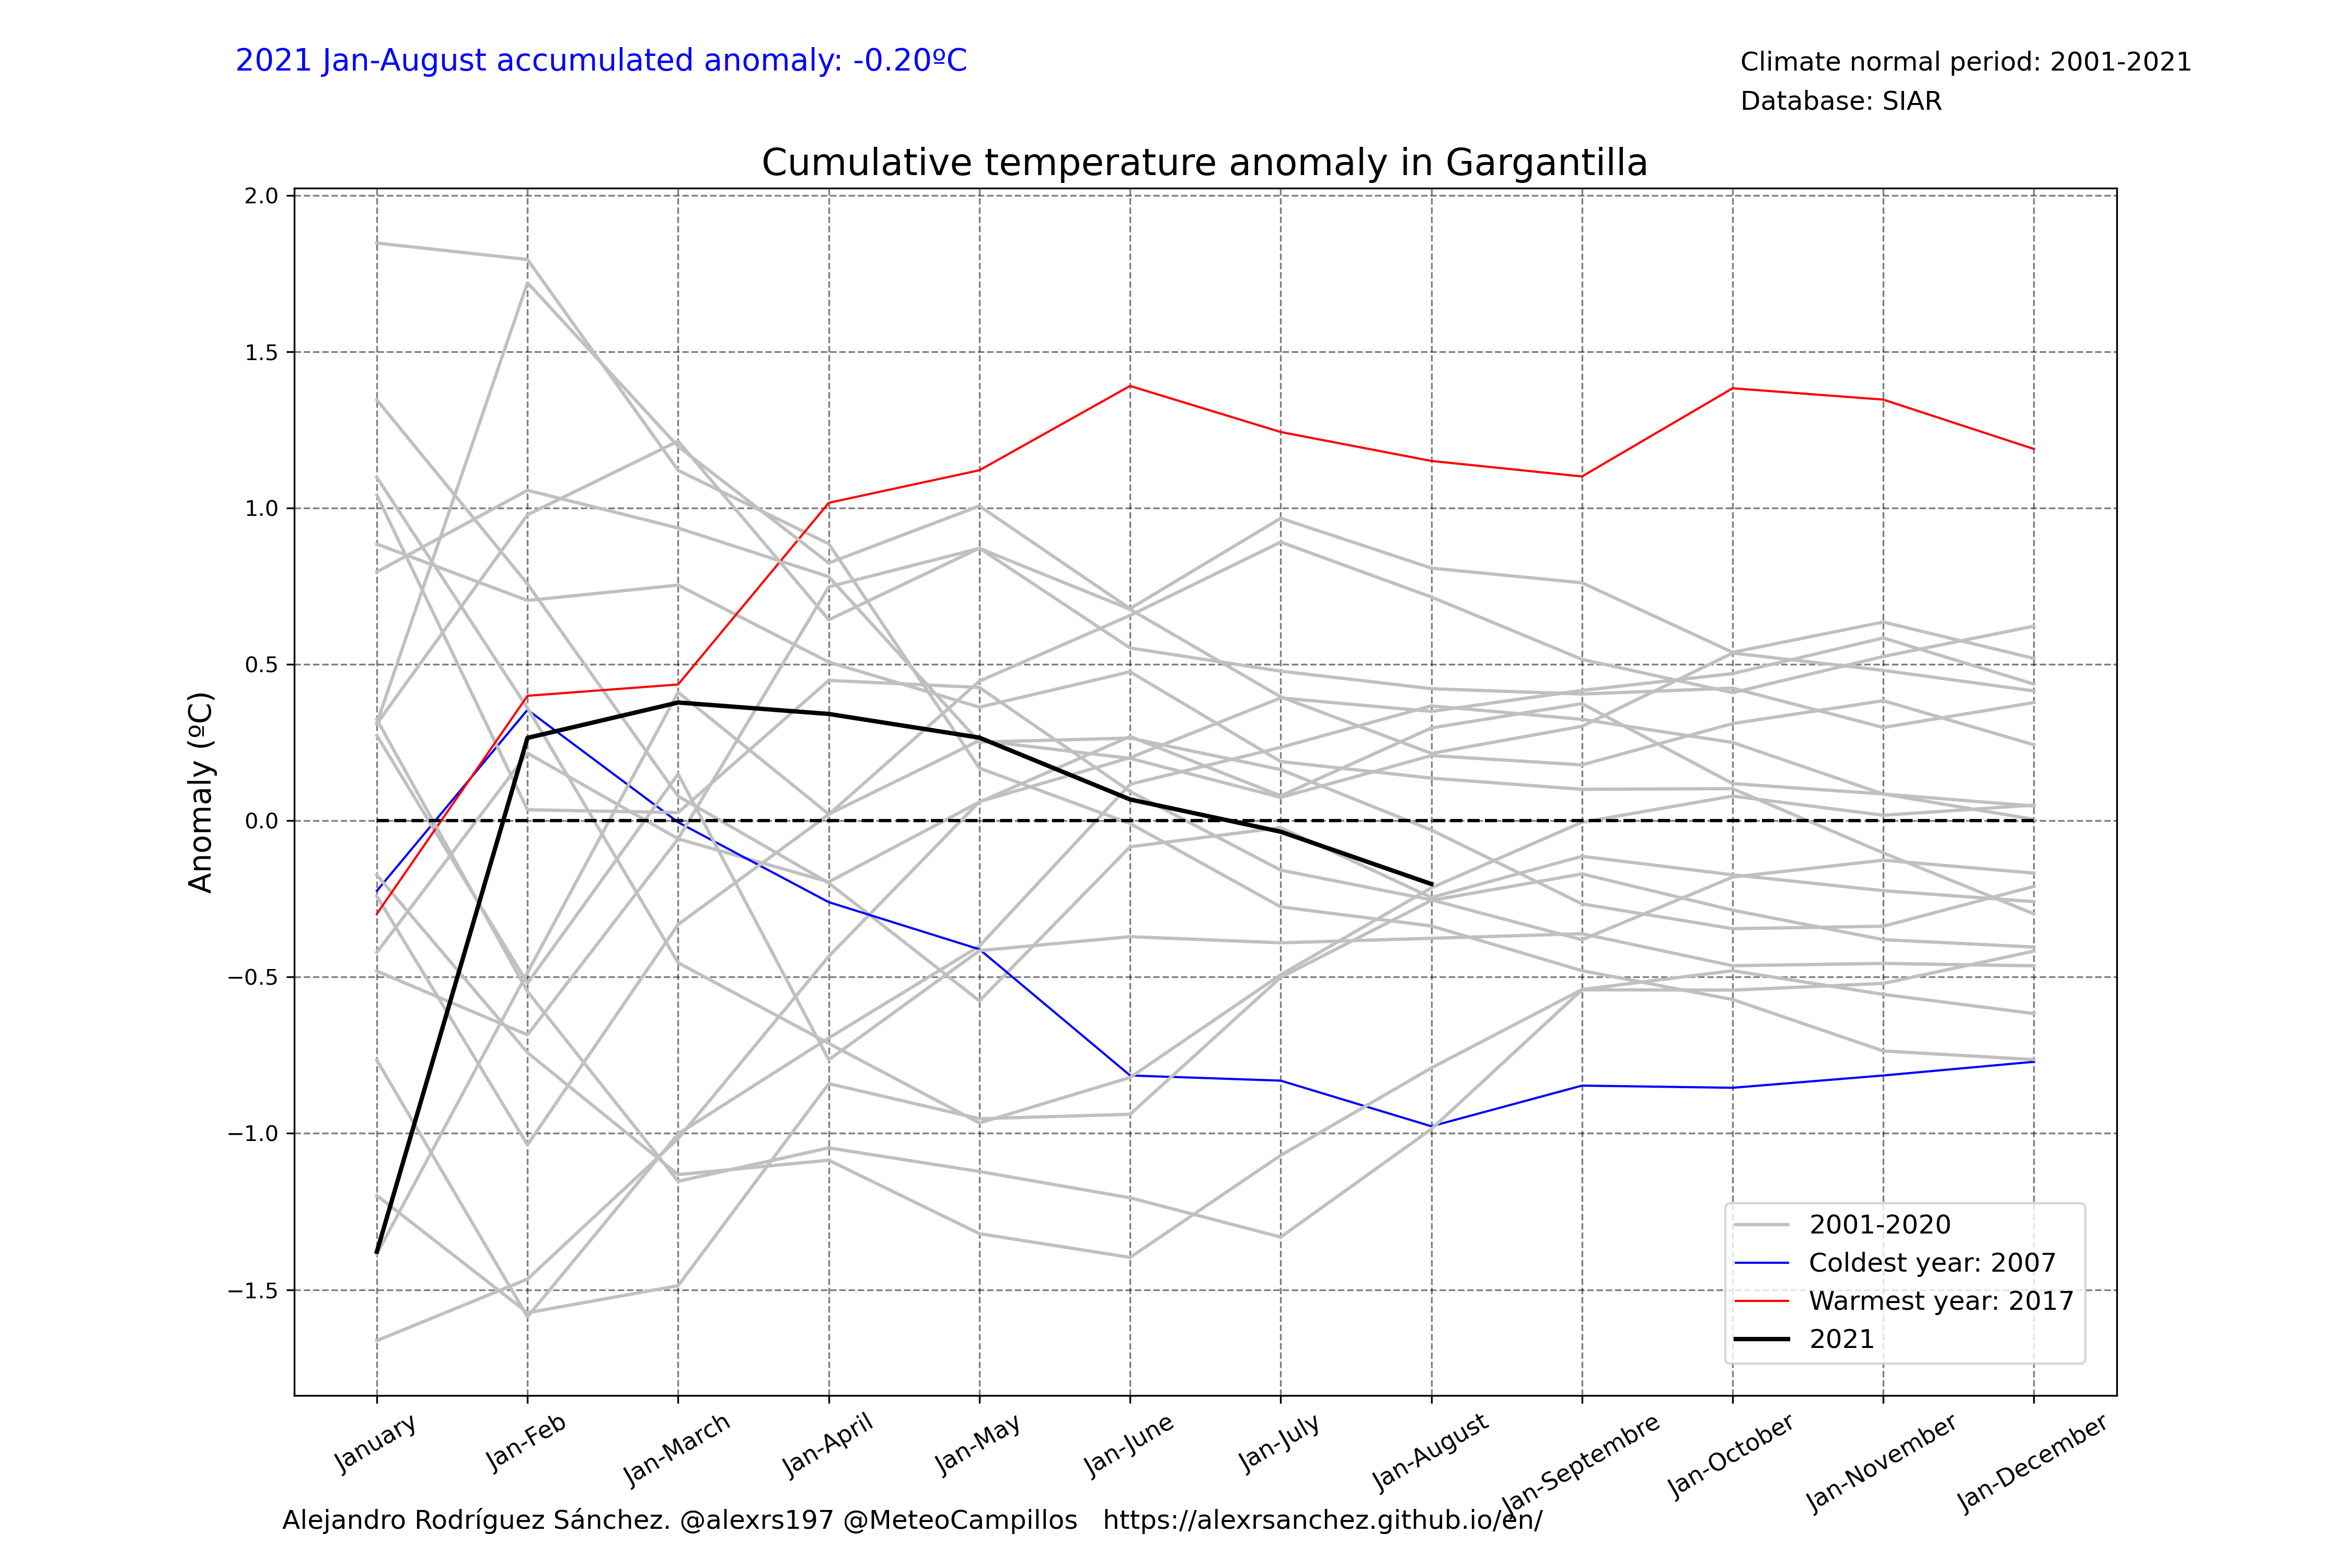 2021 Jan-August accumulated anomaly: -0.20ºC
Climate normal period: 2001-2021
Database: SIAR
Cumulative temperature anomaly in Gargantilla
2.0
1.5
1.0
0.5
0.0
−0.5
−1.0
−1.5
Anomaly (ºC)
2001-2020
Coldest year: 2007
Warmest year: 2017
2021
January
Jan-Feb
Jan-March
Jan-April
Jan-May
Jan-June
Jan-July
Jan-August
Jan-Septembre
Jan-October
Jan-November
Jan-December
Alejandro Rodríguez Sánchez. @alexrs197 @MeteoCampillos   https://alexrsanchez.github.io/en/